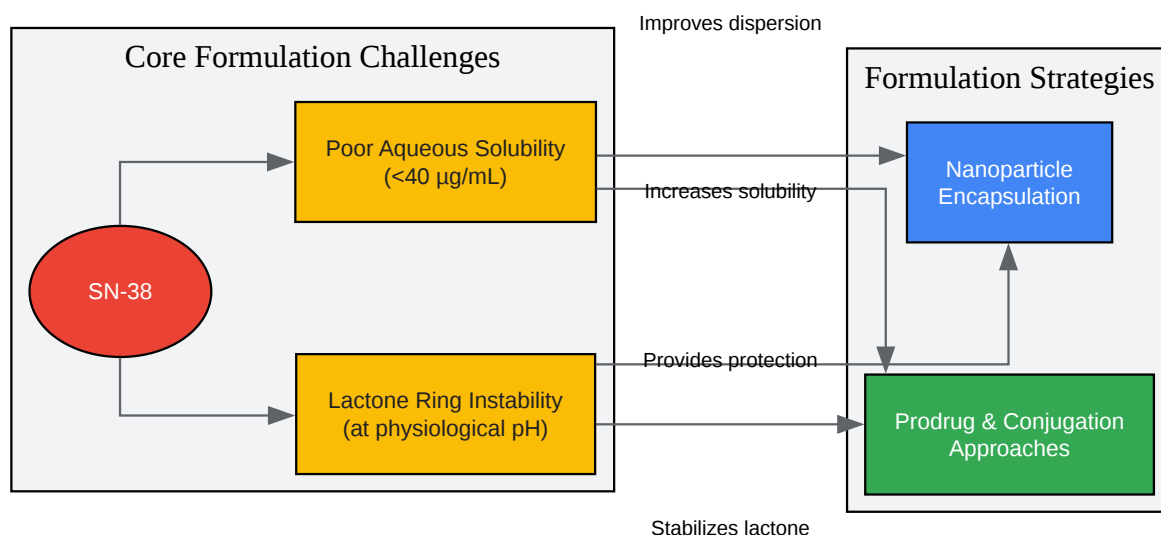 Improves dispersion
Core Formulation Challenges
Formulation Strategies
Poor Aqueous Solubility
(<40 µg/mL)
Nanoparticle
Encapsulation
Increases solubility
SN-38
Provides protection
Lactone Ring Instability
(at physiological pH)
Prodrug & Conjugation
Approaches
Stabilizes lactone